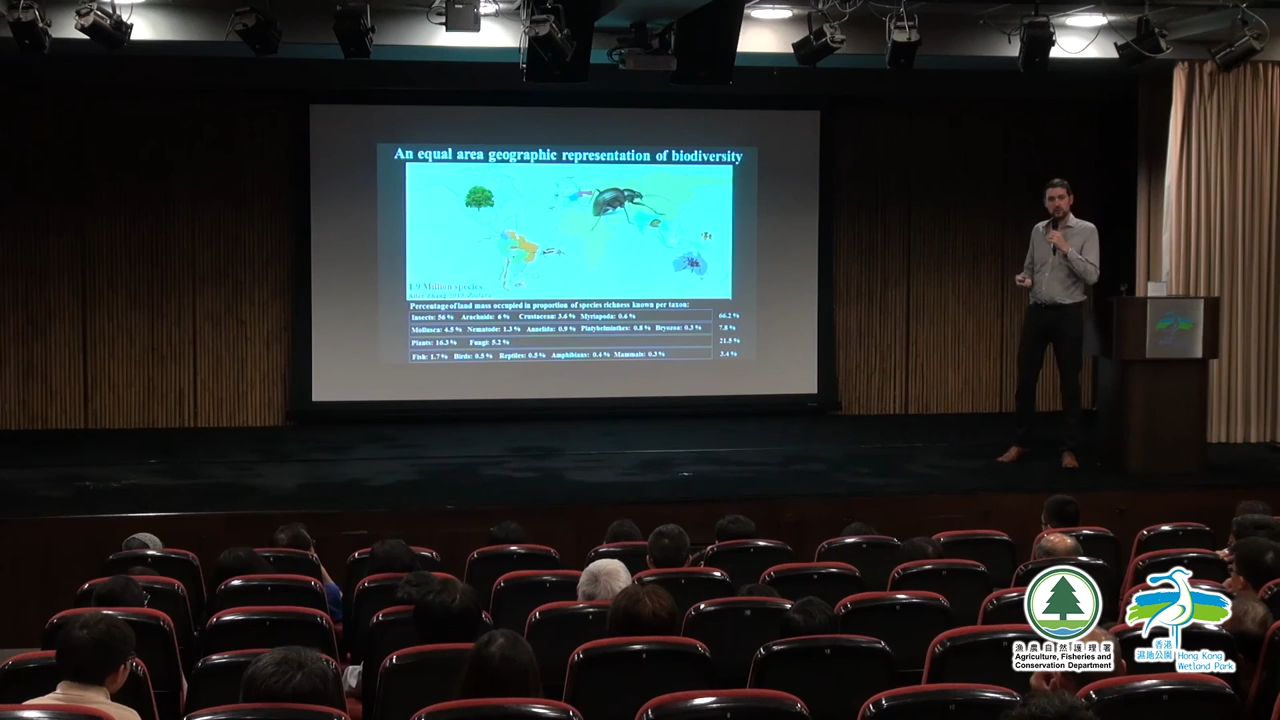 An equal area geographic representation of biodiversity
1.9 Million species
Percentage of land mass occupied in proportion of species richness known per taxon:
Insects: 56 % Arachnids: 6 % Crustacean: 3.6 % Myriapoda: 0.6 % 66.2 %
Mollusca: 4.5 % Nematode: 1.3 % Annelida: 0.9 % Platyhelminthes: 0.8 % Bryozoa: 0.3 % 7.8 %
Plants: 16.3 % Fungi: 5.2 % 21.5 %
Fish: 1.7 % Birds: 0.5 % Reptiles: 0.5 % Amphibians: 0.4 % Mammals: 0.3 % 3.4 %
漁農自然護理署
Agriculture, Fisheries and
Conservation Department
香港
濕地公園
Hong Kong
Wetland Park